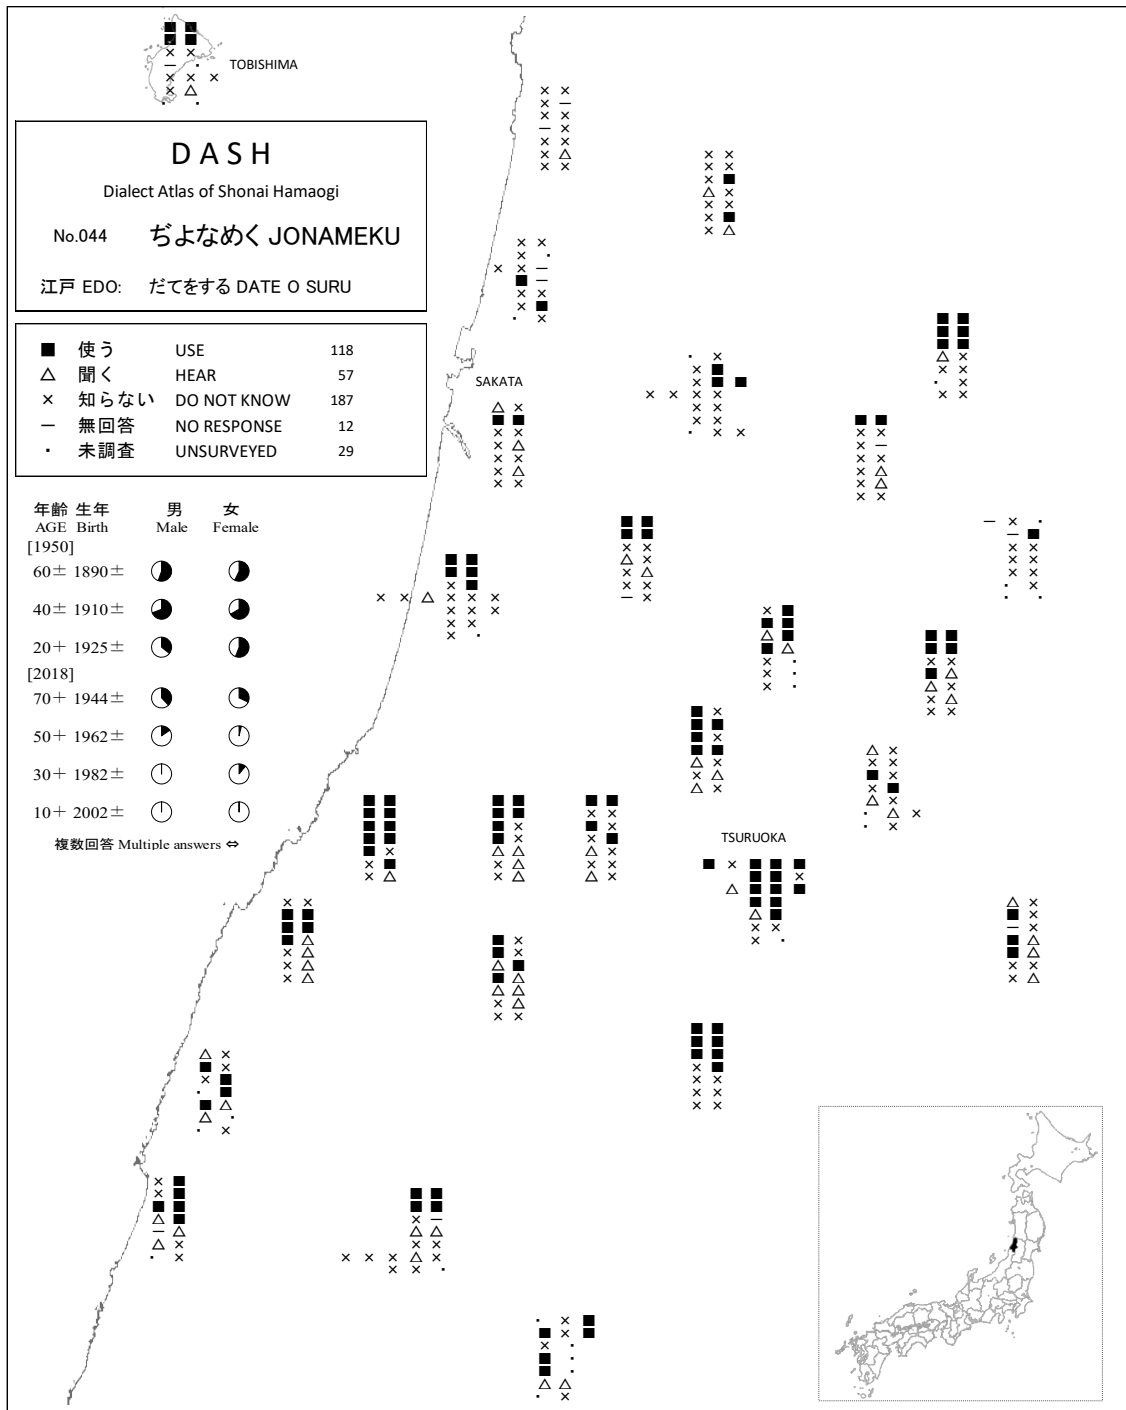 TOBISHIMA
DASH
Dialect Atlas of Shonai Hamaogi
No.044 ぢよなめく JONAMEKU
江戸 EDO: だてをする DATE O SURU
■ 使う USE 118
△ 聞く HEAR 57
× 知らない DO NOT KNOW 187
― 無回答 NO RESPONSE 12
・ 未調査 UNSURVEYED 29
SAKATA
年齢 生年 男 女
AGE Birth Male Female
[1950]
60± 1890±
40± 1910±
20+ 1925±
[2018]
70+ 1944±
50+ 1962±
30+ 1982±
10+ 2002±
複数回答 Multiple answers ⇔
TSURUOKA